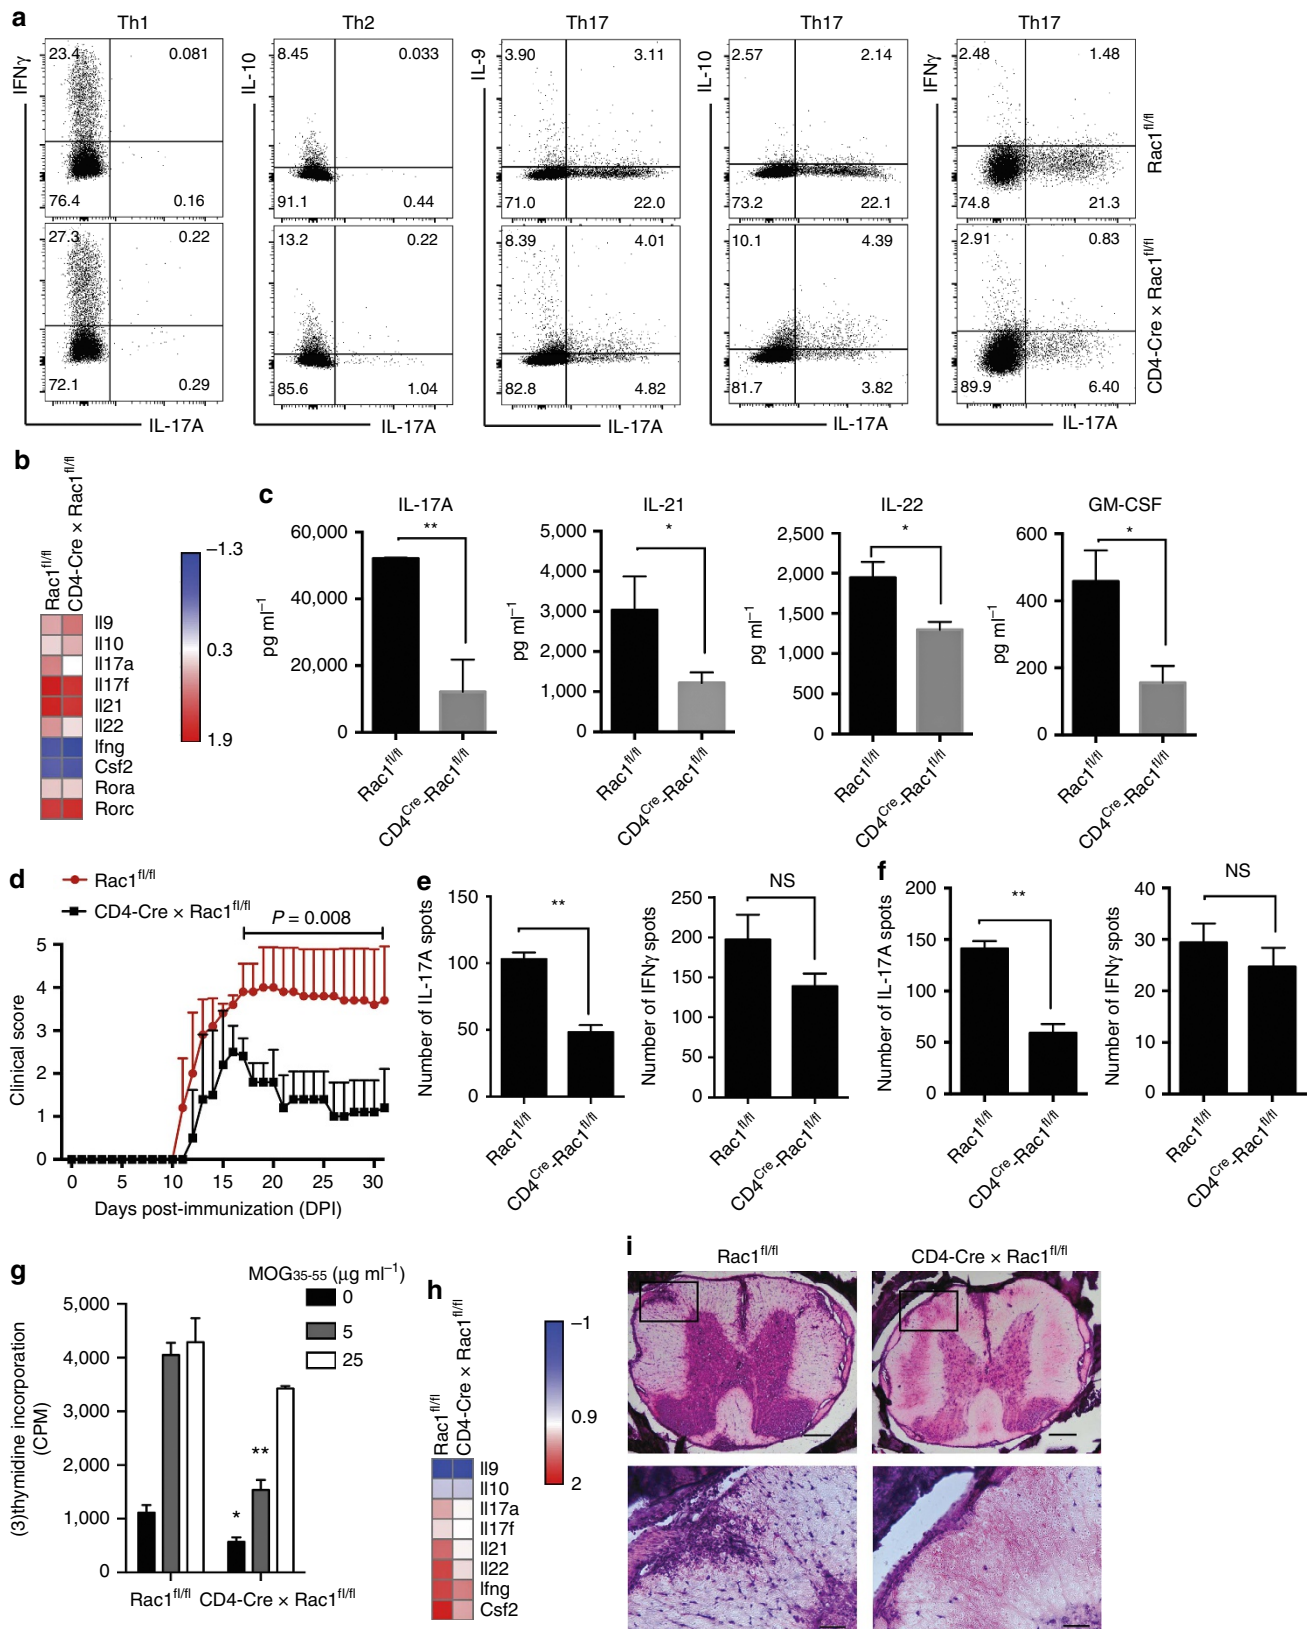 a
Th1 Th2 Th17 Th17 Th17
IFNγ 23.4 0.081 76.4 0.16
IL-10 8.45 0.033 91.1 0.44
IL-9 3.90 3.11 71.0 22.0
IL-10 2.57 2.14 73.2 22.1
IFNγ 2.48 1.48 74.8 21.3
Rac1fl/fl
27.3 0.22 72.1 0.29
13.2 0.22 85.6 1.04
8.39 4.01 82.8 4.82
10.1 4.39 81.7 3.82
2.91 0.83 89.9 6.40
CD4-Cre × Rac1fl/fl
IL-17A IL-17A IL-17A IL-17A IL-17A
b
Rac1fl/fl
CD4-Cre × Rac1fl/fl
Il9
Il10
Il17a
Il17f
Il21
Il22
Ifng
Csf2
Rora
Rorc
–1.3
0.3
1.9
c
IL-17A
**
pg ml–1
60,000
40,000
20,000
0
Rac1fl/fl
CD4Cre-Rac1fl/fl
IL-21
*
pg ml–1
5,000
4,000
3,000
2,000
1,000
0
Rac1fl/fl
CD4Cre-Rac1fl/fl
IL-22
*
pg ml–1
2,500
2,000
1,500
1,000
500
0
Rac1fl/fl
CD4Cre-Rac1fl/fl
GM-CSF
*
pg ml–1
600
400
200
0
Rac1fl/fl
CD4Cre-Rac1fl/fl
d
Rac1fl/fl
CD4-Cre × Rac1fl/fl
P = 0.008
Clinical score
5
4
3
2
1
0
0 5 10 15 20 25 30
Days post-immunization (DPI)
e
Number of IL-17A spots
150
100
50
0
**
Rac1fl/fl
CD4Cre-Rac1fl/fl
Number of IFNγ spots
250
200
150
100
50
0
NS
Rac1fl/fl
CD4Cre-Rac1fl/fl
f
Number of IL-17A spots
200
150
100
50
0
**
Rac1fl/fl
CD4Cre-Rac1fl/fl
Number of IFNγ spots
40
30
20
10
0
NS
Rac1fl/fl
CD4Cre-Rac1fl/fl
g
MOG35-55 (μg ml–1)
0
5
25
(3)thymidine incorporation
(CPM)
5,000
4,000
3,000
2,000
1,000
0
*
**
Rac1fl/fl CD4-Cre × Rac1fl/fl
h
Rac1fl/fl
CD4-Cre × Rac1fl/fl
Il9
Il10
Il17a
Il17f
Il21
Il22
Ifng
Csf2
–1
0.9
2
i
Rac1fl/fl CD4-Cre × Rac1fl/fl